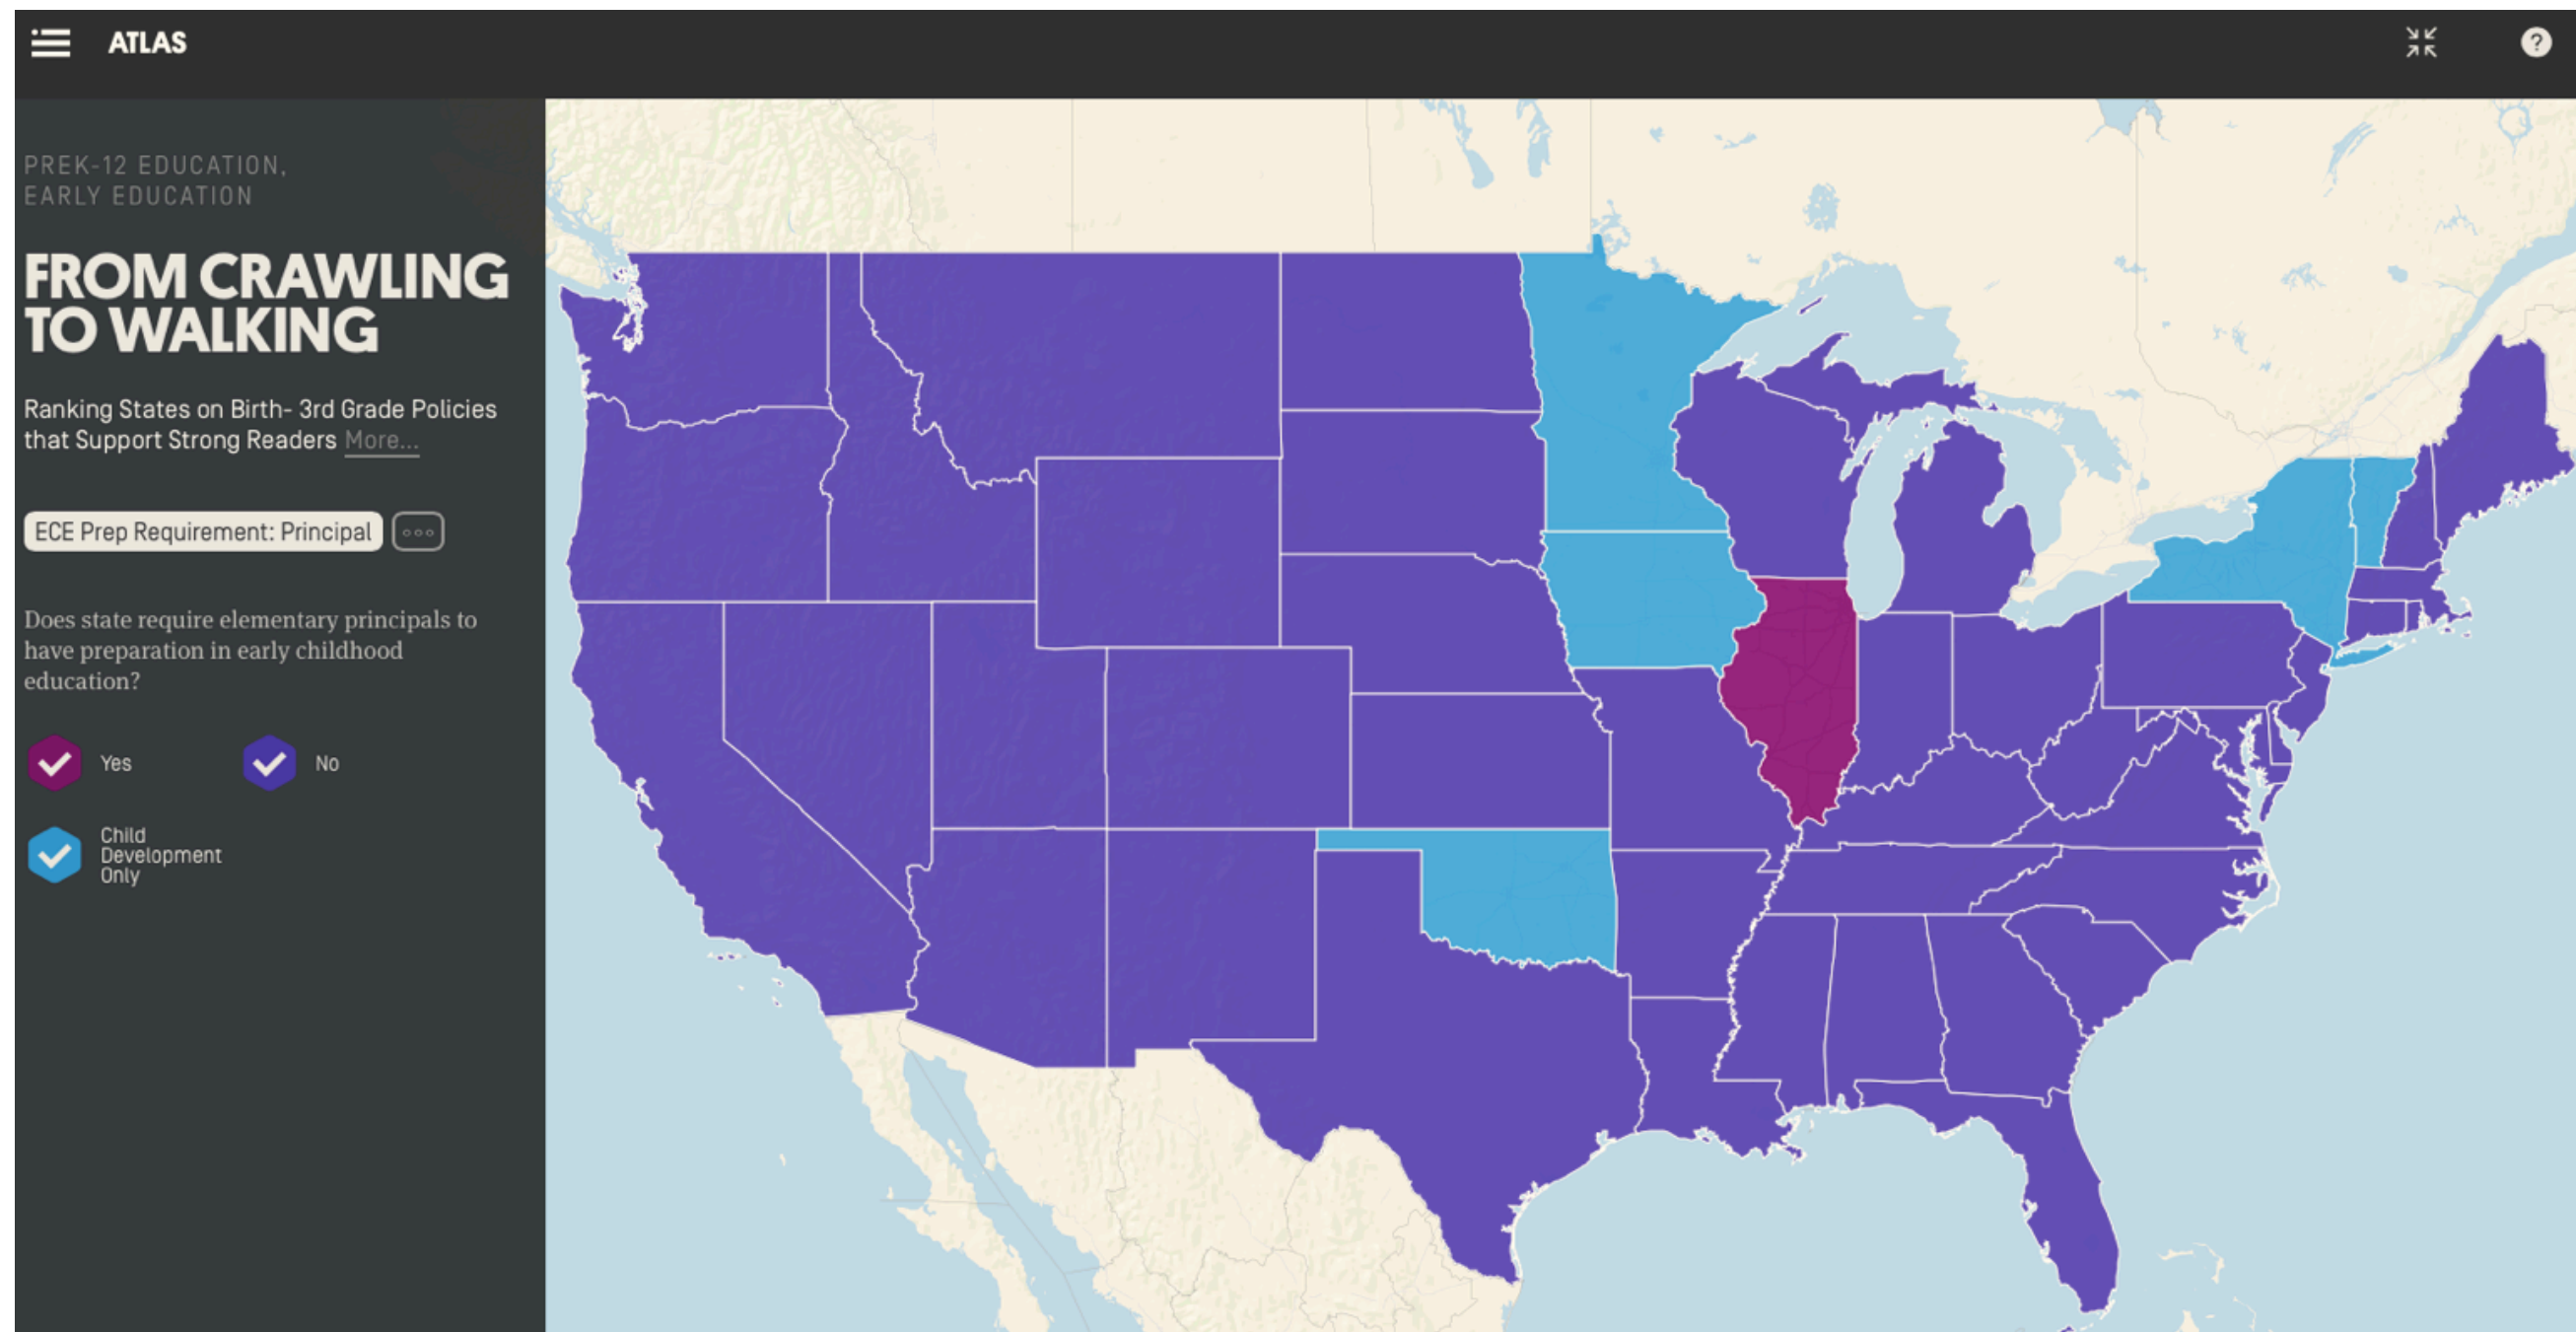 ATLAS
?
PREK-12 EDUCATION,
EARLY EDUCATION
FROM CRAWLING
TO WALKING
Ranking States on Birth- 3rd Grade Policies
that Support Strong Readers More...
ECE Prep Requirement: Principal
Does state require elementary principals to
have preparation in early childhood
education?
Yes
No
Child
Development
Only